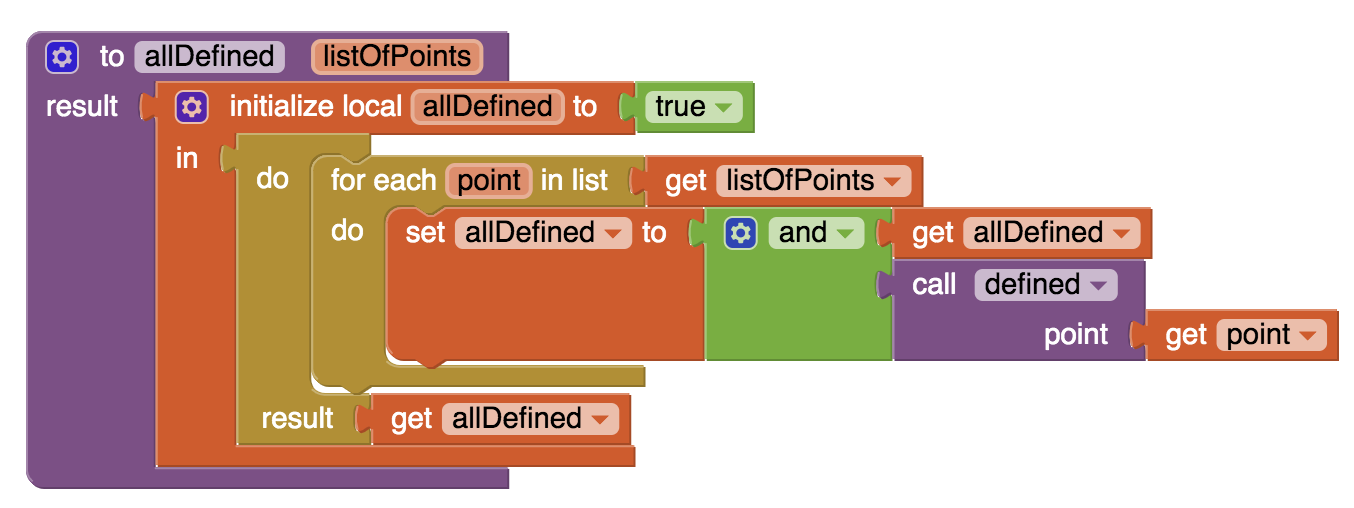 to allDefined listOfPoints
result initialize local allDefined to true
in
do for each point in list get listOfPoints
do set allDefined to and get allDefined
call defined
point get point
result get allDefined